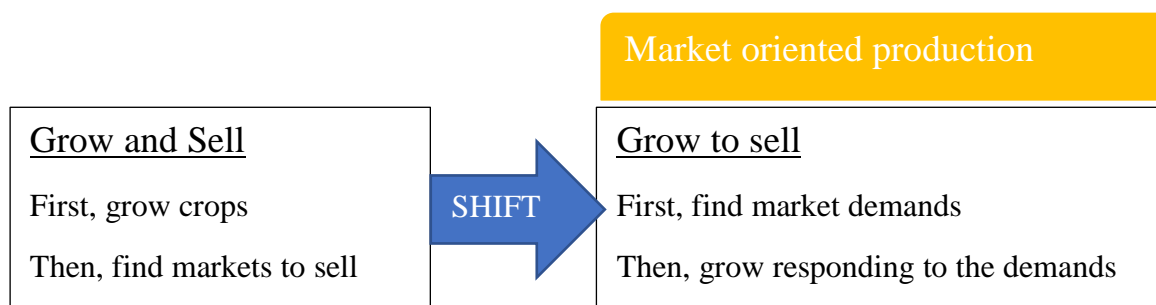 Market oriented production
Grow and Sell
First, grow crops
Then, find markets to sell
SHIFT
Grow to sell
First, find market demands
Then, grow responding to the demands